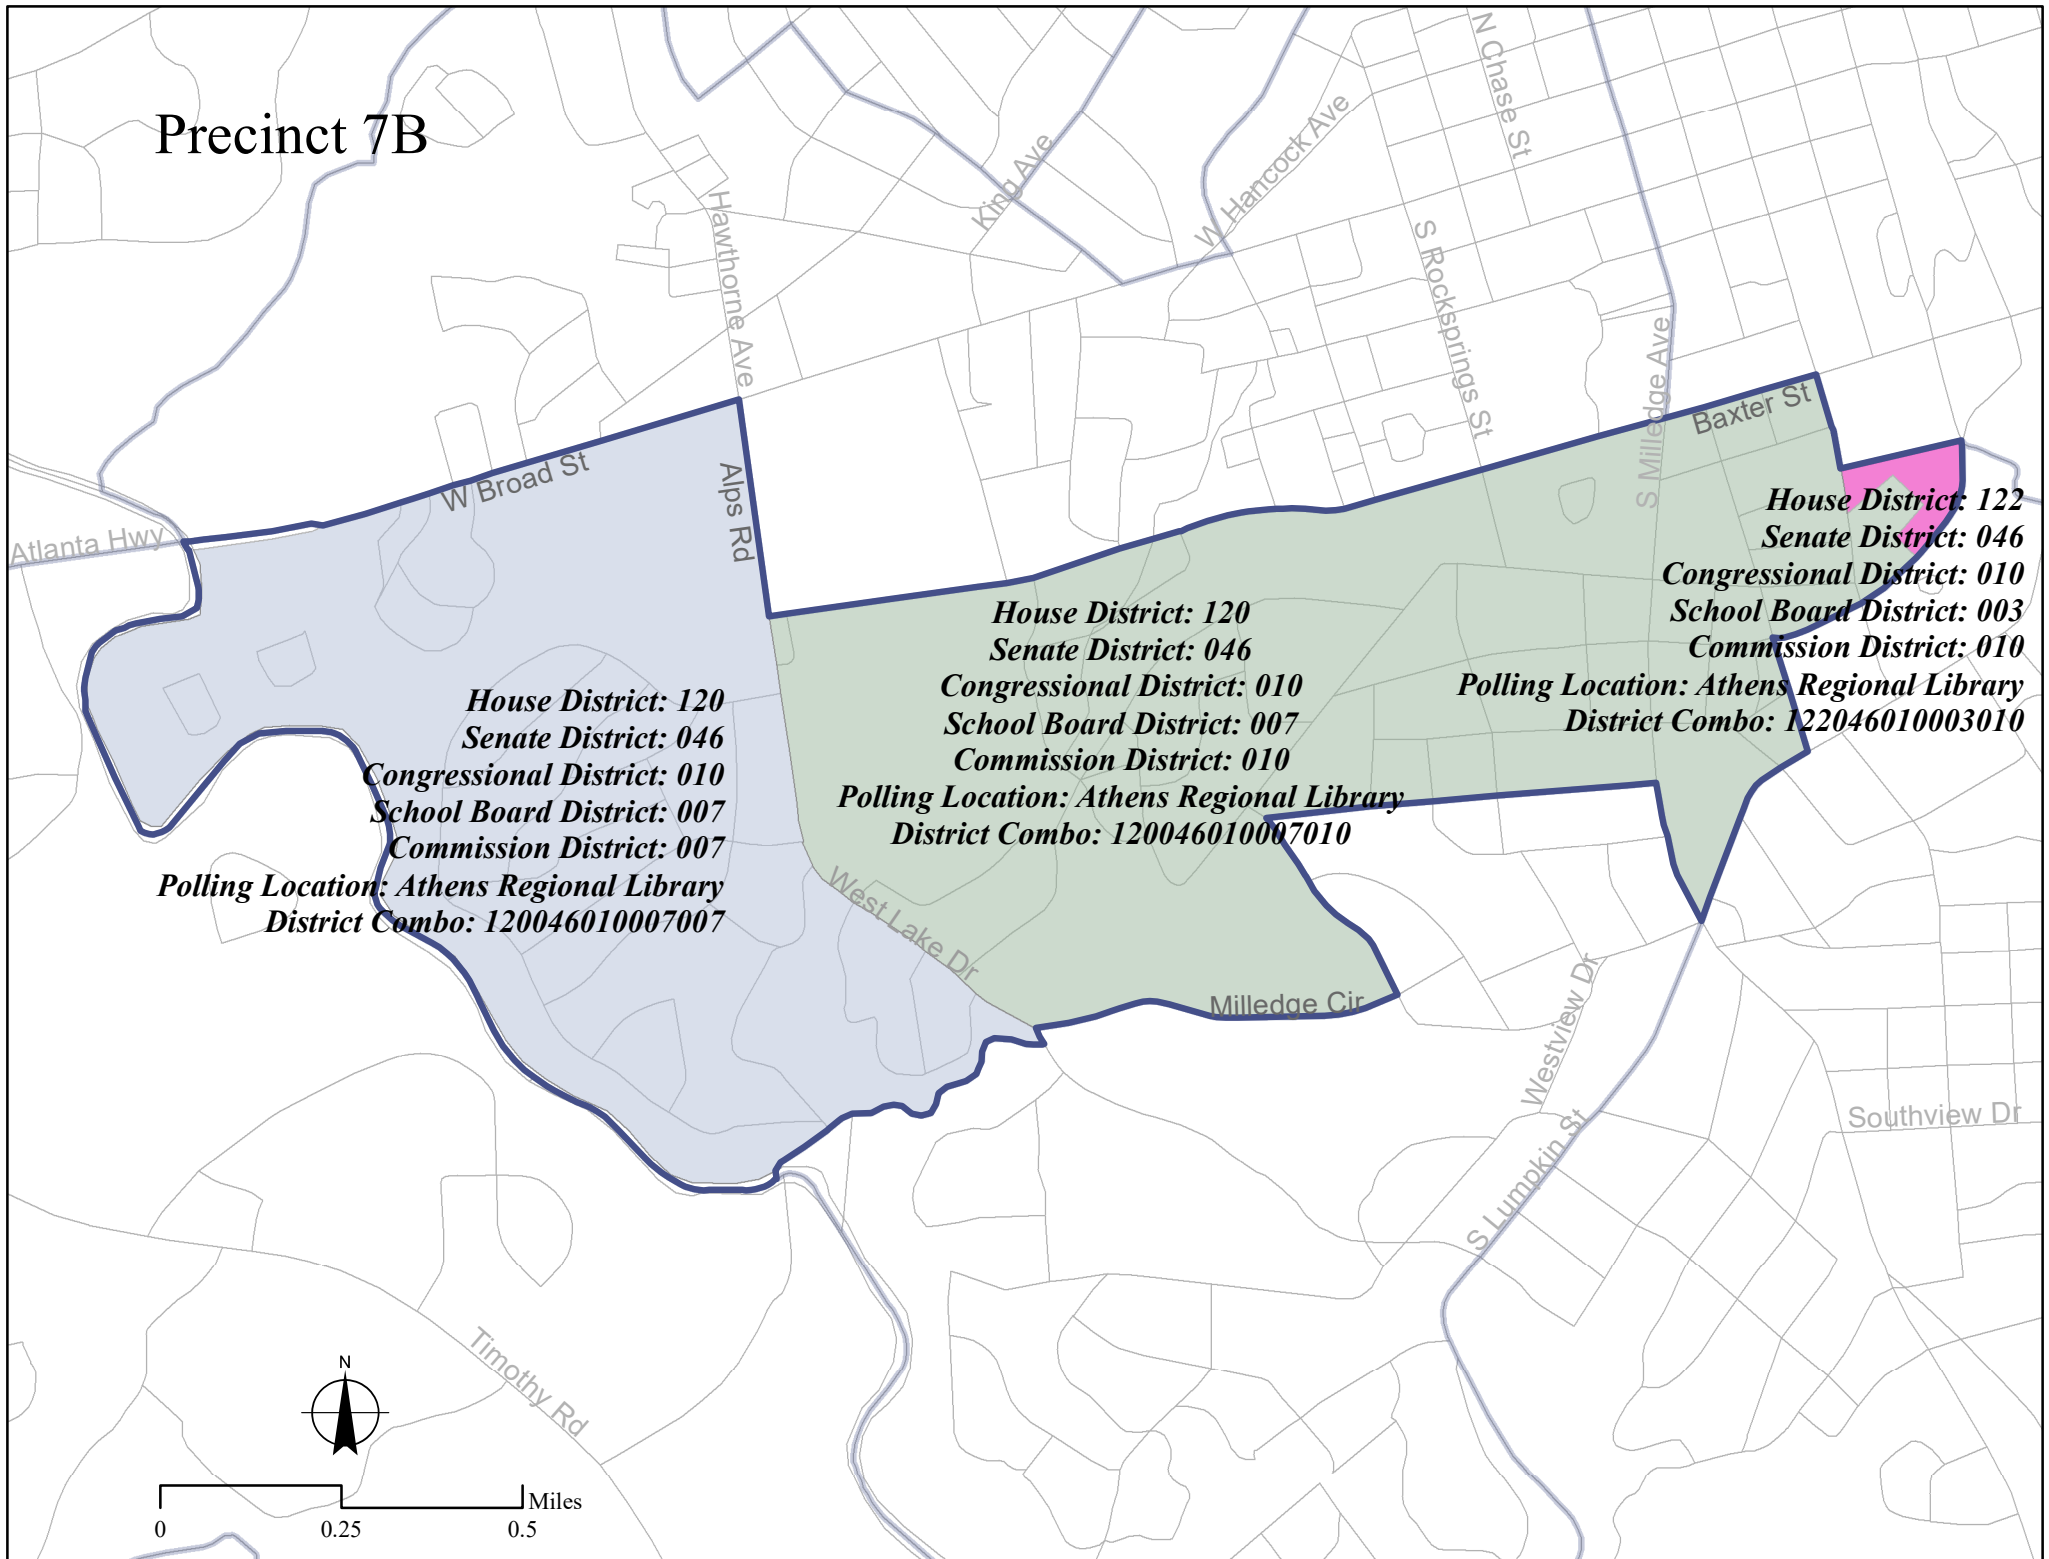 Precinct 7B
N Chase St
W Hancock Ave
King Ave
Hawthorne Ave
S Rocksprings St
S Milledge Ave
Baxter St
W Broad St
Alps Rd
Atlanta Hwy
House District: 122
Senate District: 046
Congressional District: 010
School Board District: 003
Commission District: 010
Polling Location: Athens Regional Library
District Combo: 122046010003010
House District: 120
Senate District: 046
Congressional District: 010
School Board District: 007
Commission District: 010
Polling Location: Athens Regional Library
District Combo: 120046010007010
House District: 120
Senate District: 046
Congressional District: 010
School Board District: 007
Commission District: 007
Polling Location: Athens Regional Library
District Combo: 120046010007007
West Lake Dr
Milledge Cir
Westview Dr
Southview Dr
S Lumpkin St
Timothy Rd
N
Miles
0 0.25 0.5